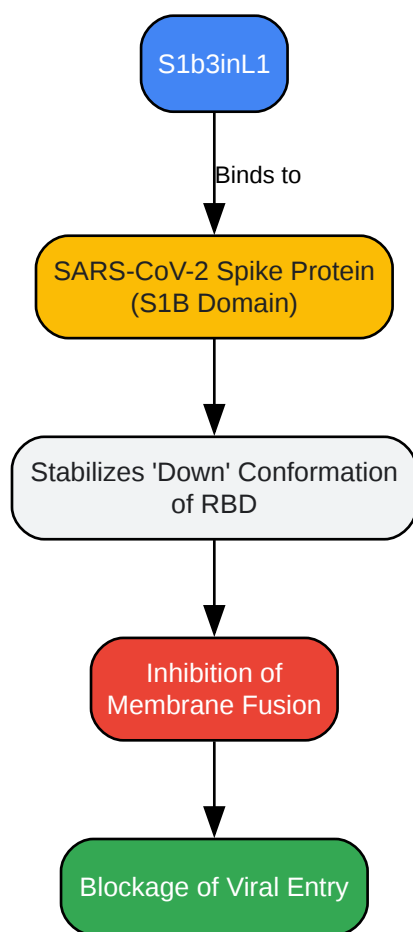 S1b3inL1
Binds to
SARS-CoV-2 Spike Protein
(S1B Domain)
Stabilizes 'Down' Conformation
of RBD
Inhibition of
Membrane Fusion
Blockage of Viral Entry